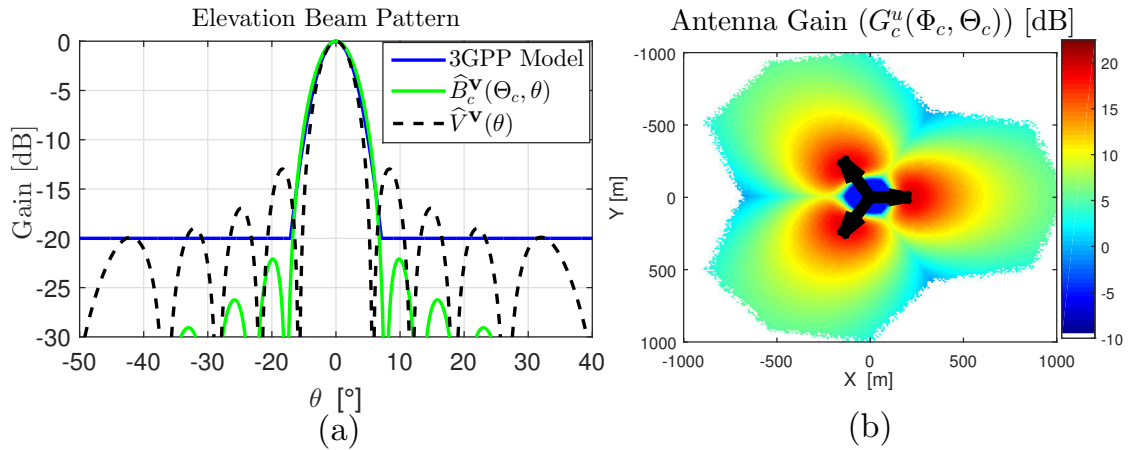 Elevation Beam Pattern
0
-5
-10
-15
-20
-25
-30
Gain [dB]
3GPP Model
B̂_c^v(Θ_c, θ)
V̂^v(θ)
-50 -40 -30 -20 -10 0 10 20 30 40
θ [°]
(a)
Antenna Gain (G_c^u(Φ_c, Θ_c)) [dB]
-1000
-500
0
500
1000
Y [m]
-1000 -500 0 500 1000
X [m]
20
15
10
5
0
-5
-10
(b)